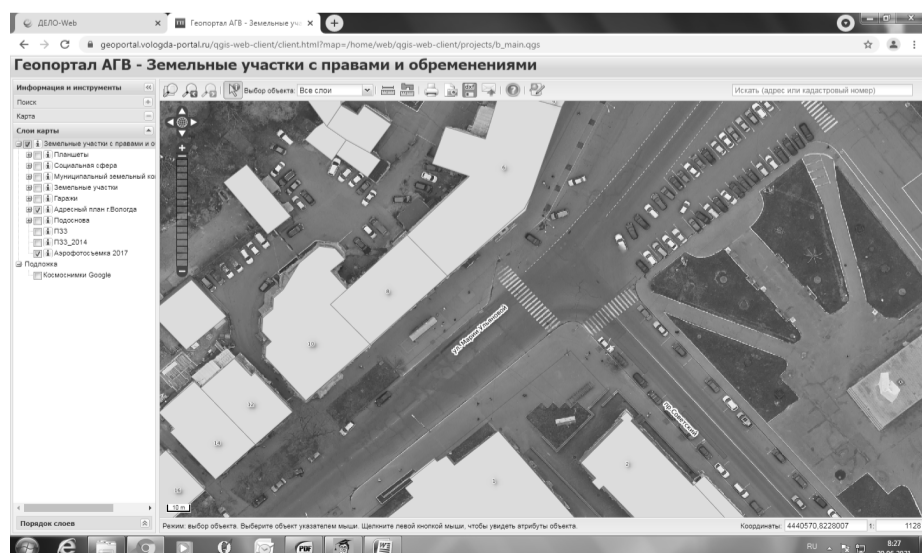 ДЕЛО-Web
Геопортал АГВ - Земельные уча
geoportal.vologda-portal.ru/qgis-web-client/client.html?map=/home/web/qgis-web-client/projects/b_main.qgs
Геопортал АГВ - Земельные участки с правами и обременениями
Информация и инструменты
Выбор объекта: Все слои
Искать (адрес или кадастровый номер)
Поиск
Карта
Слои карты
Земельные участки с правами и о
Планшеты
Социальная сфера
Муниципальный земельный ко
Земельные участки
Гаражи
Адресный план г.Вологда
Подоснова
ПЗЗ
ПЗЗ_2014
Аэрофотосъемка 2017
Подложка
Космоснимки Google
ул. Марии Ульяновой
пр. Советский
10 m
Порядок слоев
Режим: выбор объекта. Выберите объект указателем мыши. Щелкните левой кнопкой мыши, чтобы увидеть атрибуты объекта.
Координаты: 4440570,8228007
1: 1128
PDF
RU
8:27